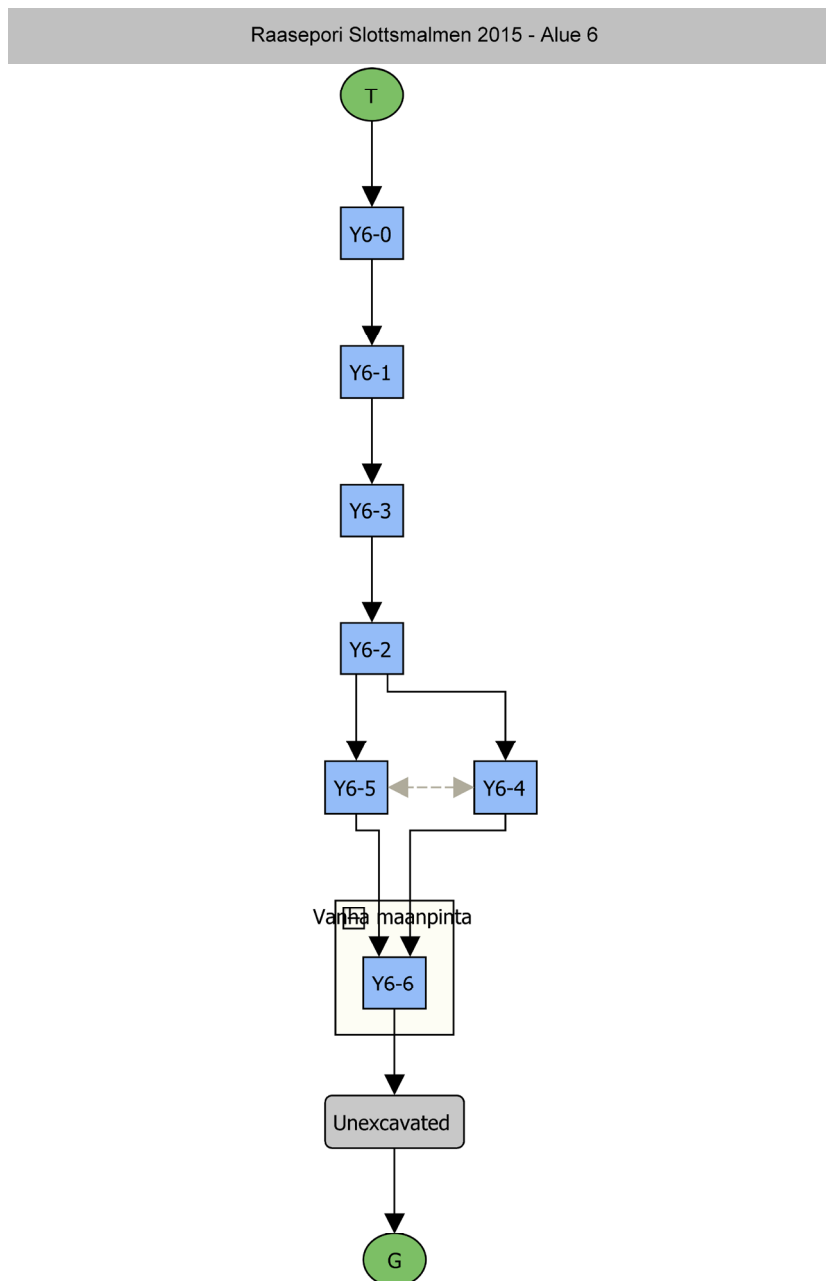 Raasepori Slottsmalmen 2015 - Alue 6
T
Y6-0
Y6-1
Y6-3
Y6-2
Y6-5
Y6-4
Vanha maanpinta
Y6-6
Unexcavated
G